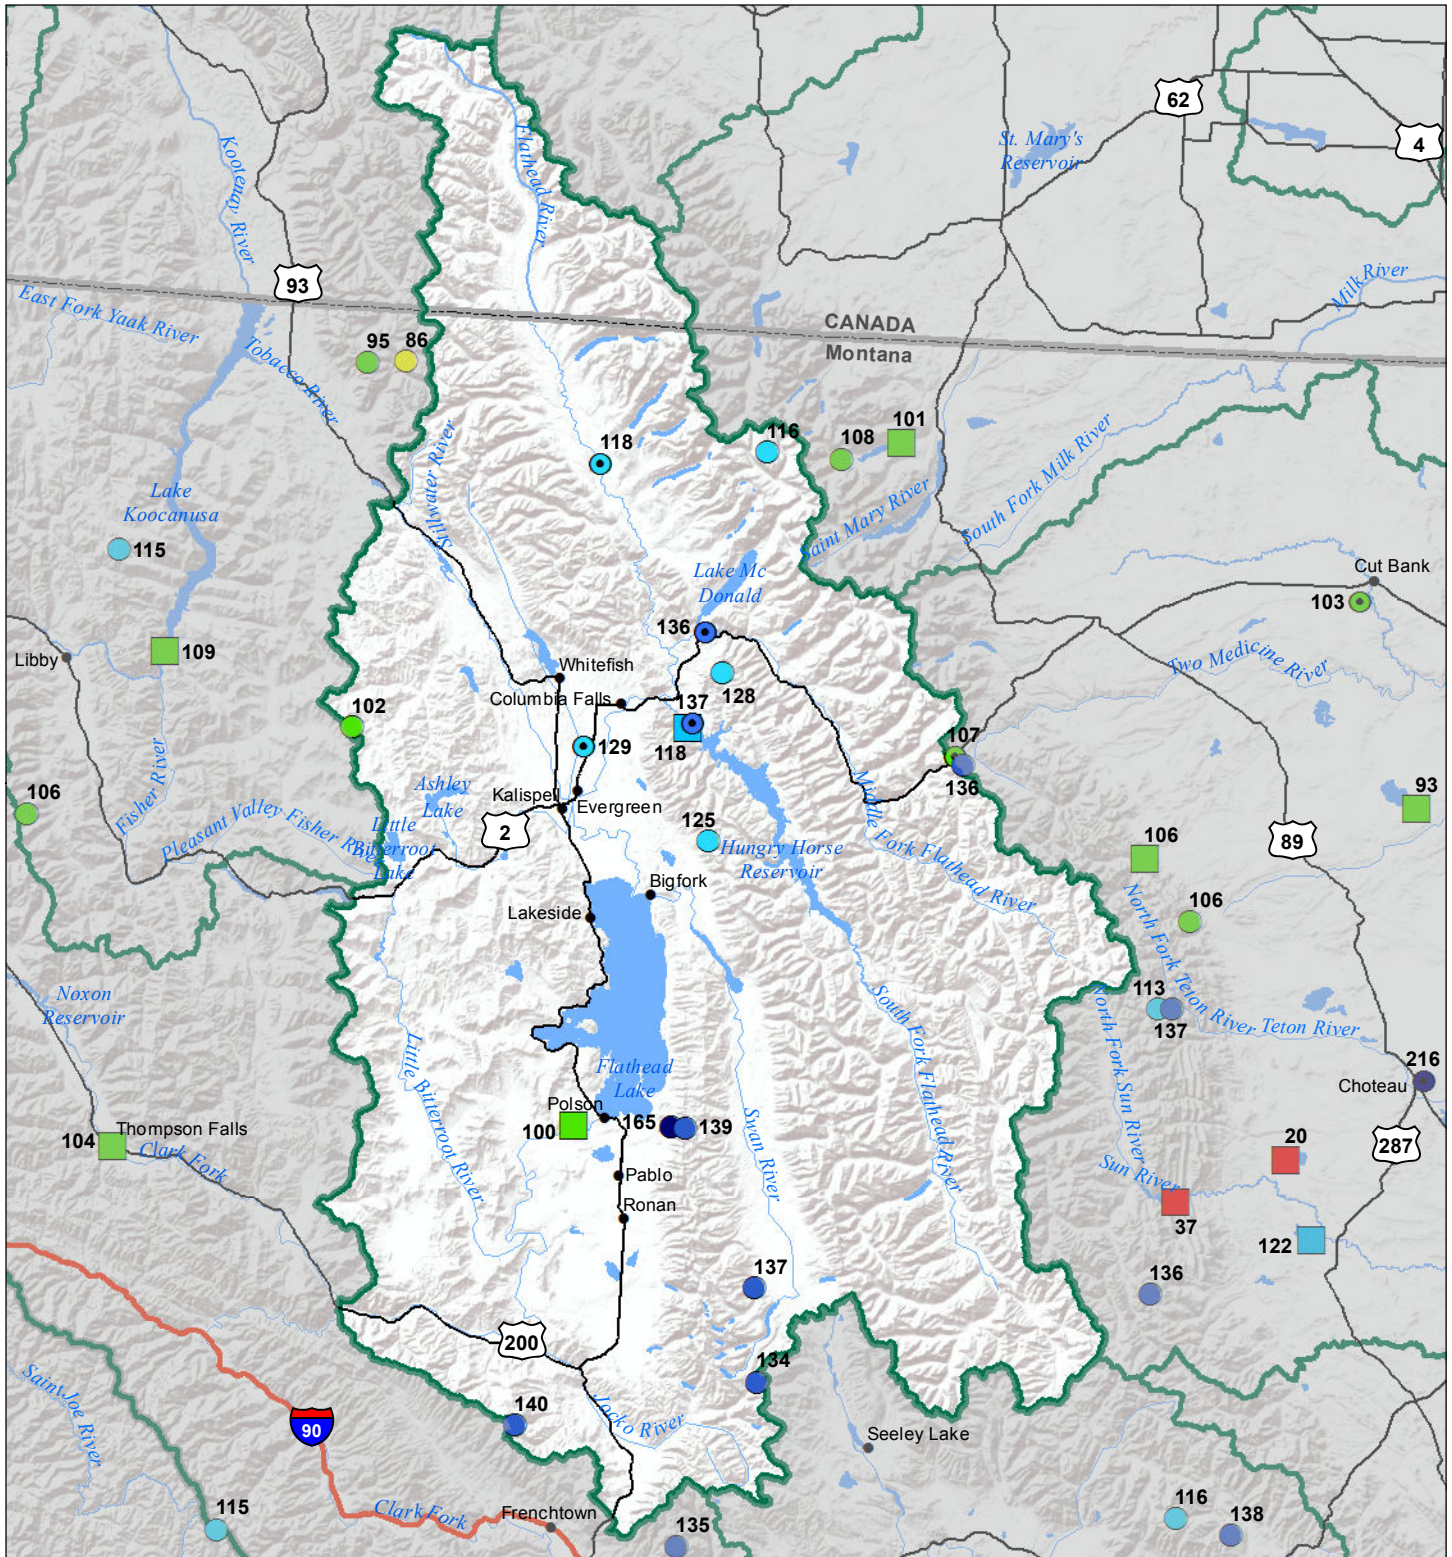 62
4
St. Mary's
Reservoir
Kootenay River
Flathead River
93
Milk River
East Fork Yaak River
CANADA
Montana
Tobacco River
95
86
118
116
108
101
Stillwater River
Lake
Koocanusa
Saint Mary River
South Fork Milk River
115
Lake Mc
Donald
Cut Bank
103
136
Libby
109
Whitefish
128
Two Medicine River
Columbia Falls
137
118
102
129
107
136
Fisher River
Ashley
Lake
Kalispell
Evergreen
93
106
Pleasant Valley Fisher River
Little
Bitterroot
Lake
2
125
Hungry Horse
Reservoir
Middle Fork Flathead River
106
89
Bigfork
Lakeside
North Fork Teton River
106
Noxon
Reservoir
113
137
Teton River
South Fork Flathead River
North Fork Sun River
Little Bitterroot River
Flathead
Lake
216
Choteau
Polson
100
165
139
Swan River
104
Thompson Falls
Clark Fork
287
20
Pablo
Sun River
37
Ronan
122
137
136
200
134
Saint Joe River
140
Jocko River
90
Seeley Lake
Clark Fork
Frenchtown
115
135
116
138